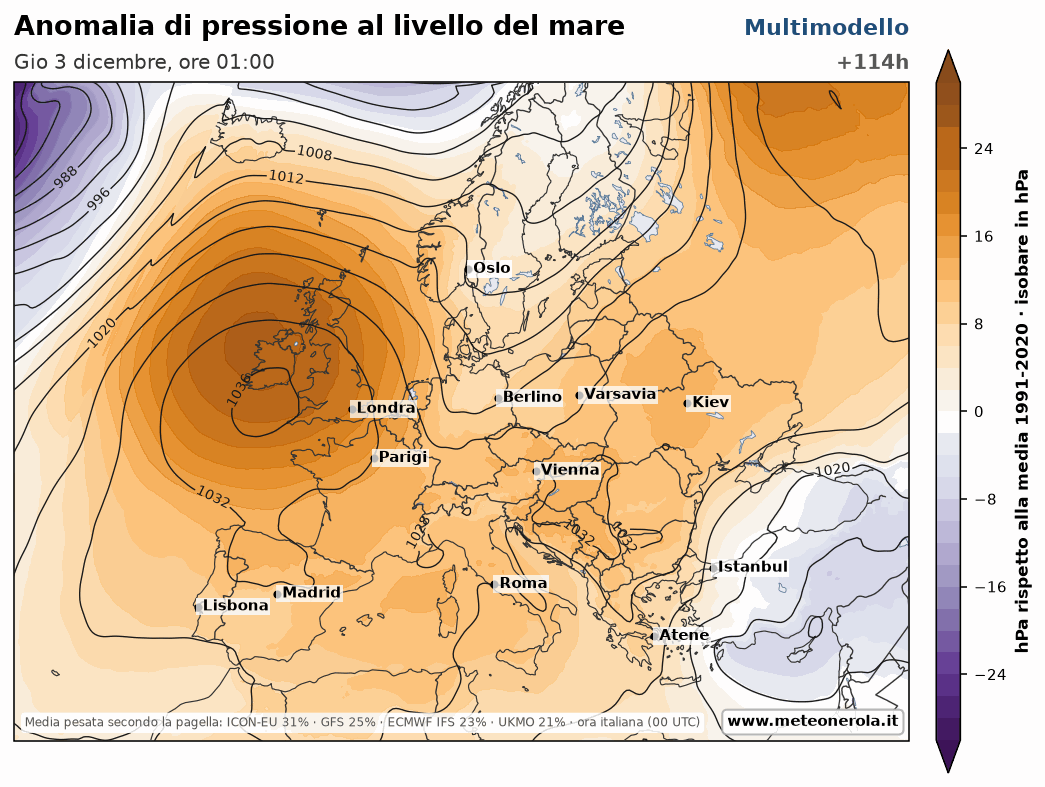 Anomalia di pressione al livello del mare
Multimodello
Gio 3 dicembre, ore 01:00
+114h
988
996
1008
1012
1020
1036
1032
1028
1032
1032
1020
Oslo
Berlino
Varsavia
Kiev
Londra
Parigi
Vienna
Istanbul
Roma
Madrid
Lisbona
Atene
24
16
8
0
−8
−16
−24
hPa rispetto alla media 1991-2020 · isobare in hPa
Media pesata secondo la pagella: ICON-EU 31% · GFS 25% · ECMWF IFS 23% · UKMO 21% · ora italiana (00 UTC)
www.meteonerola.it